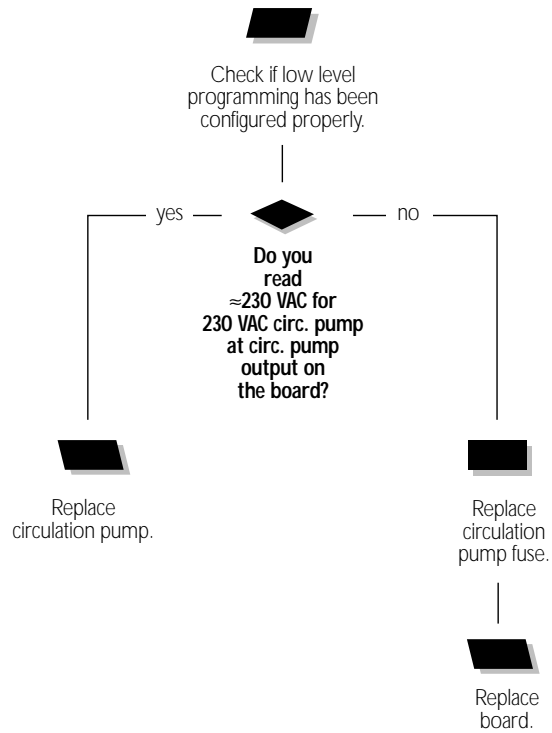 Check if low level
programming has been
configured properly.
yes
no
Do you
read
≈230 VAC for
230 VAC circ. pump
at circ. pump
output on
the board?
Replace
circulation pump.
Replace
circulation
pump fuse.
Replace
board.